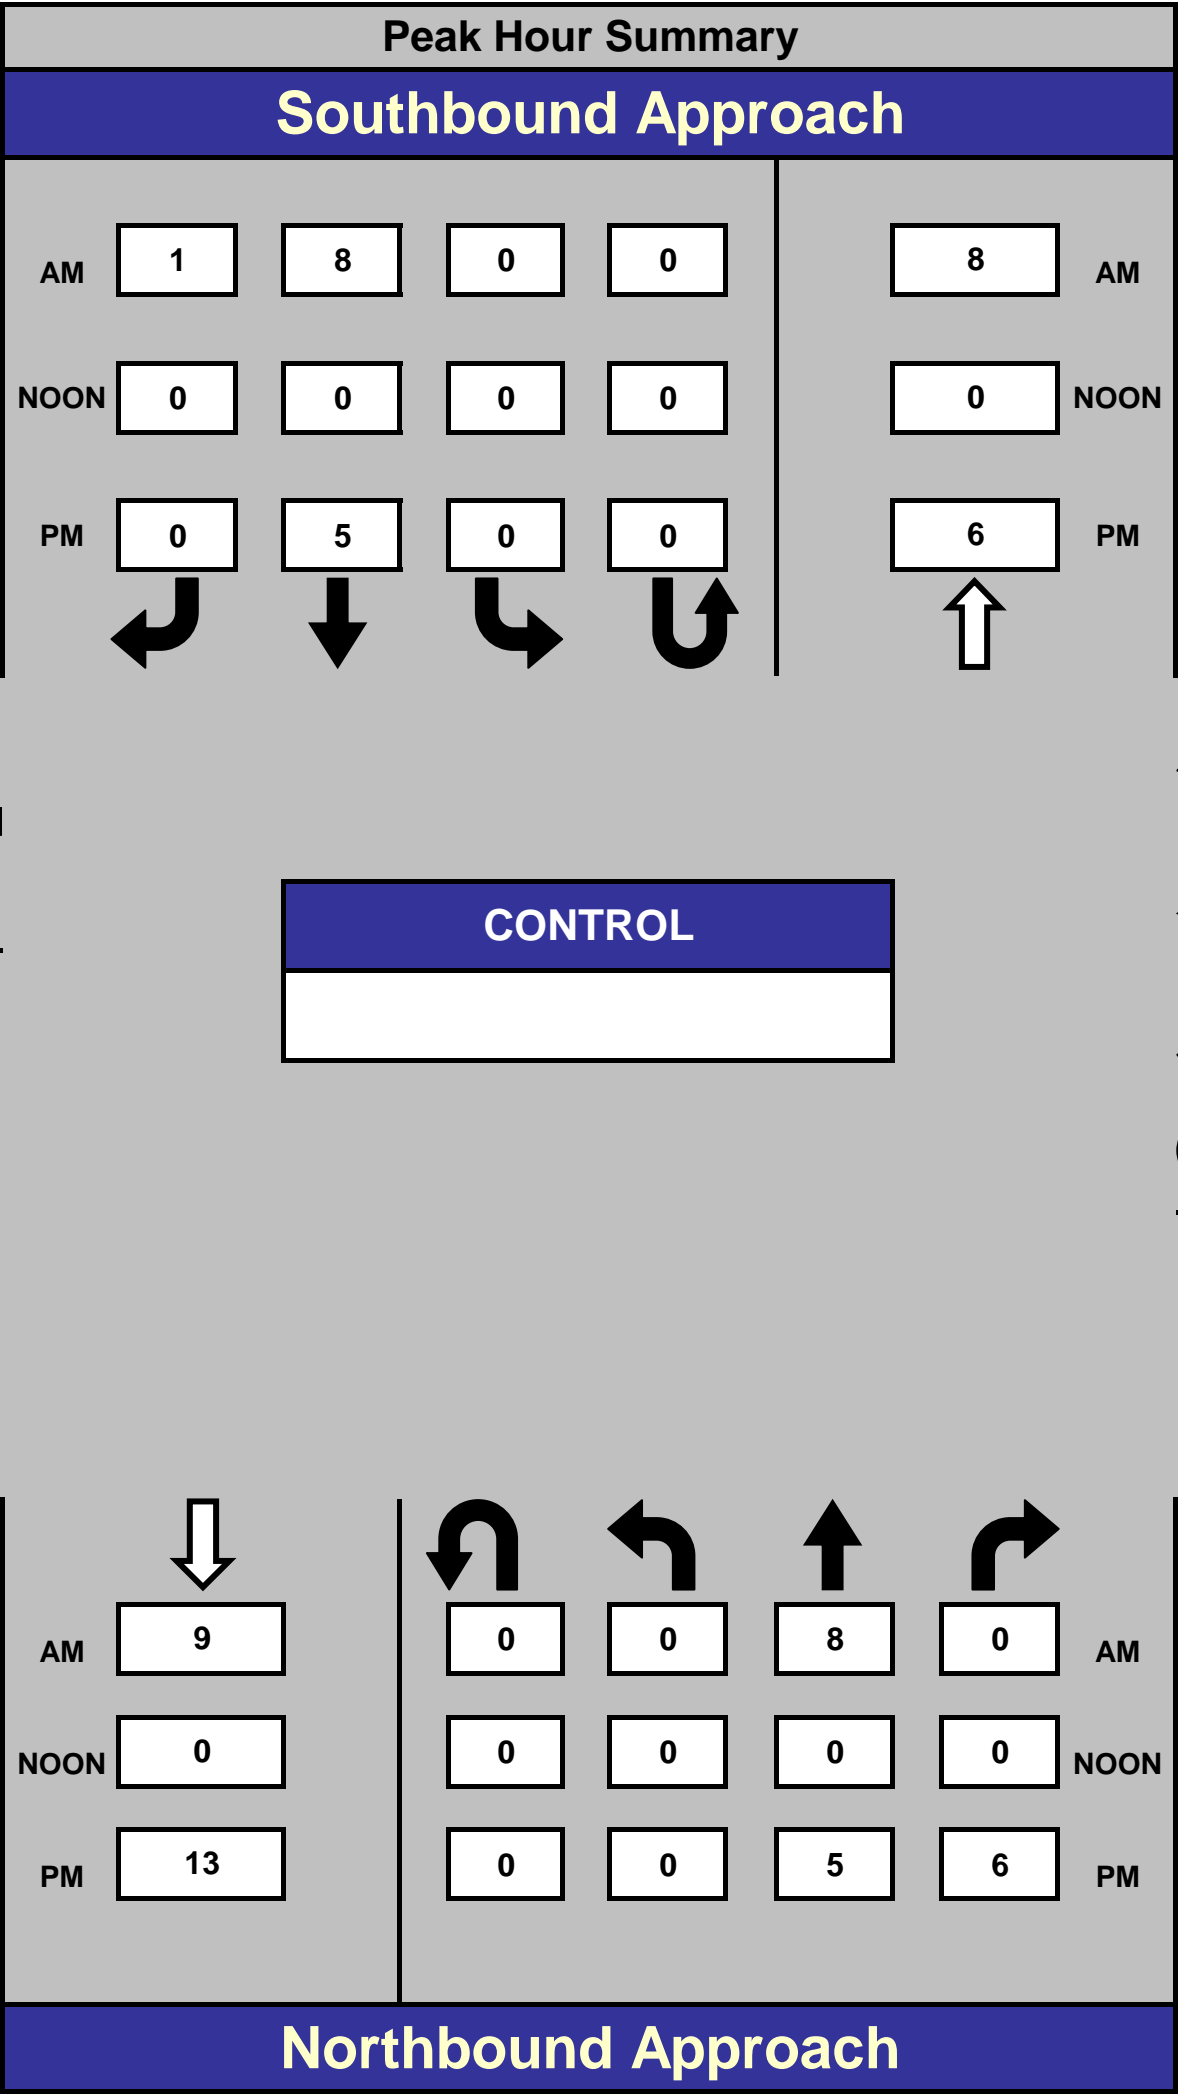 Peak Hour Summary
Southbound Approach
AM 1 8 0 0 8 AM
NOON 0 0 0 0 0 NOON
PM 0 5 0 0 6 PM
CONTROL
AM 9 0 0 8 0 AM
NOON 0 0 0 0 0 NOON
PM 13 0 0 5 6 PM
Northbound Approach